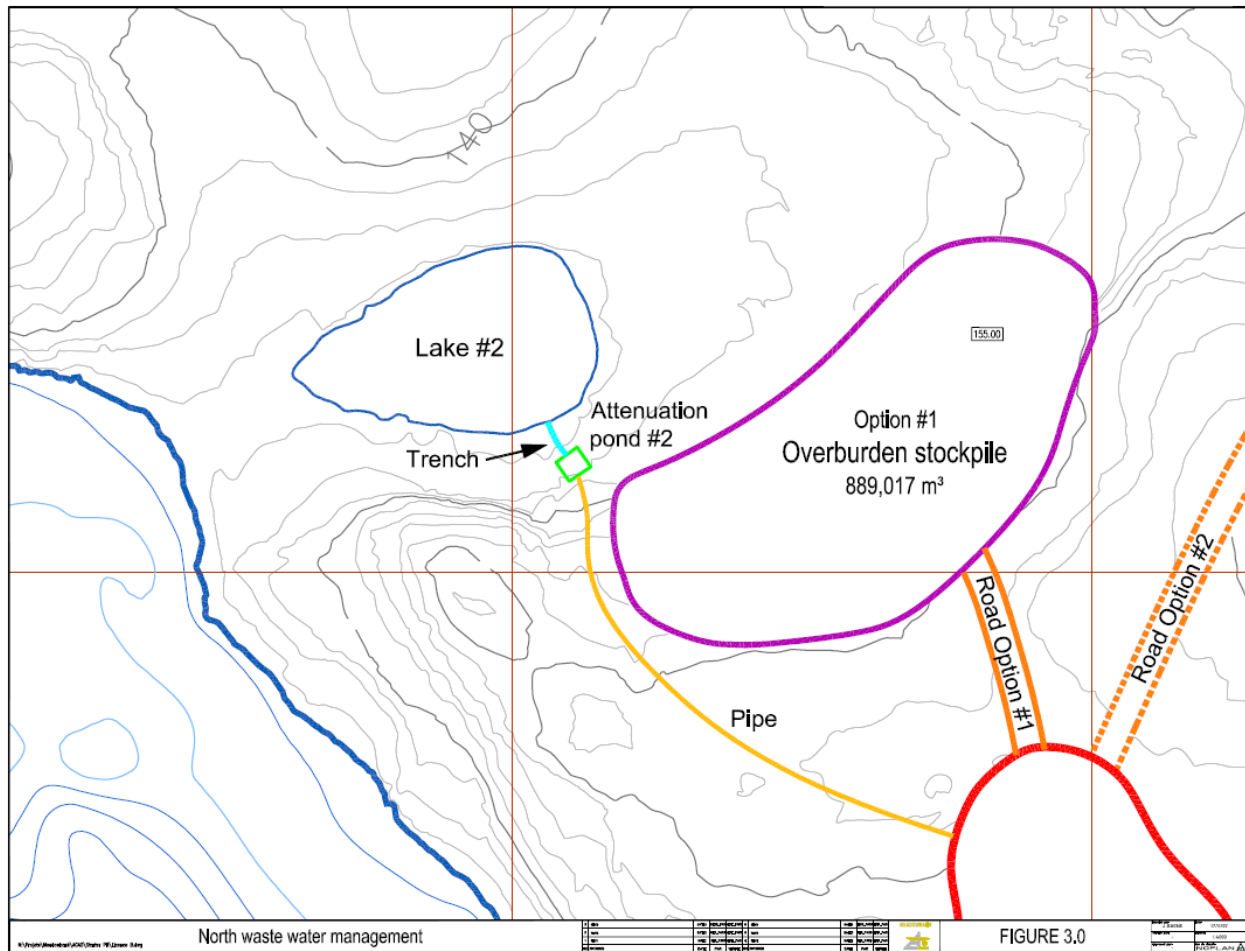 140
Lake #2
155.00
Attenuation
pond #2
Trench
Option #1
Overburden stockpile
889,017 m³
Road Option #1
Road Option #2
Pipe
North waste water management
FIGURE 3.0